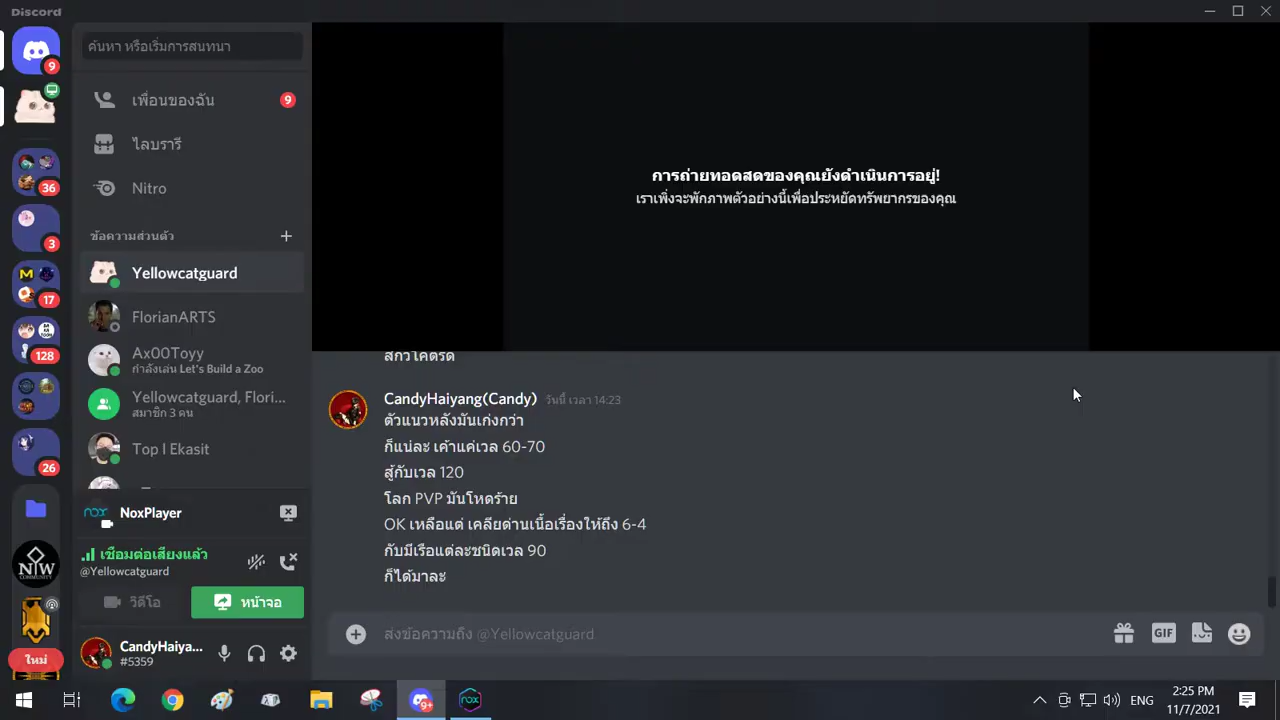 Discord
ค้นหา หรือเริ่มการสนทนา
9
เพื่อนของฉัน
9
ไลบรารี
36
Nitro
3
ข้อความส่วนตัว
Yellowcatguard
17
FlorianARTS
128
Ax00Toyy
กำลังเล่น Let's Build a Zoo
Yellowcatguard, Flori...
สมาชิก 3 คน
26
Top l Ekasit
nox
NoxPlayer
เชื่อมต่อเสียงแล้ว
@Yellowcatguard
NW
COMMUNITY
วิดีโอ
หน้าจอ
ใหม่
CandyHaiya...
#5359
การถ่ายทอดสดของคุณยังดำเนินการอยู่!
เราเพิ่งจะพักภาพตัวอย่างนี้เพื่อประหยัดทรัพยากรของคุณ
CandyHaiyang(Candy) วันนี้ เวลา 14:23
ตัวแนวหลังมันเก่งกว่า
ก็แน่ละ เค้าแค่เวล 60-70
สู้กับเวล 120
โลก PVP มันโหดร้าย
OK เหลือแต่ เคลียด่านเนื้อเรื่องให้ถึง 6-4
กับมีเรือแต่ละชนิดเวล 90
ก็ได้มาละ
ส่งข้อความถึง @Yellowcatguard
GIF
9+
nox
ENG
2:25 PM
11/7/2021